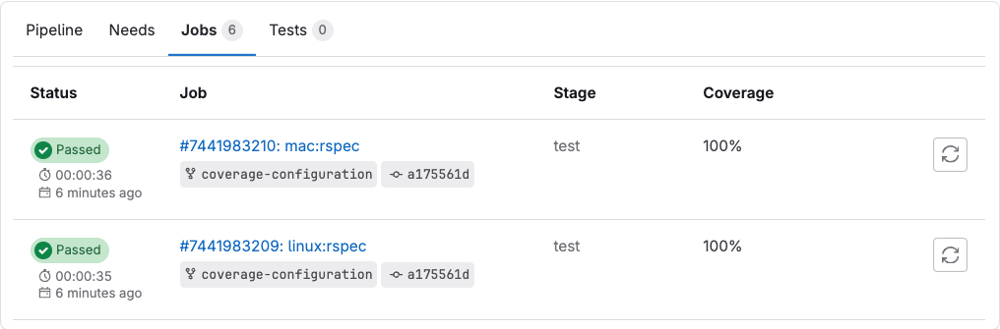 Pipeline Needs Jobs 6 Tests 0
Status Job Stage Coverage
Passed #7441983210: mac:rspec test 100%
00:00:36 coverage-configuration a175561d
6 minutes ago
Passed #7441983209: linux:rspec test 100%
00:00:35 coverage-configuration a175561d
6 minutes ago